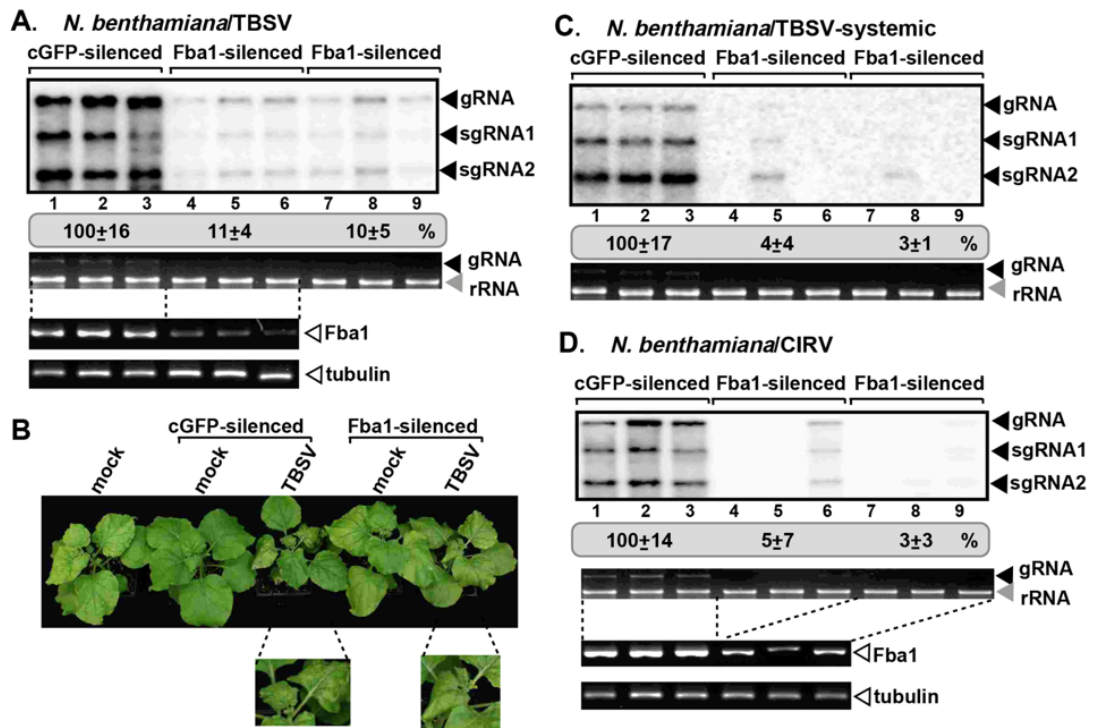 A. N. benthamiana/TBSV
cGFP-silenced Fba1-silenced Fba1-silenced
gRNA
sgRNA1
sgRNA2
1 2 3 4 5 6 7 8 9
100±16 11±4 10±5 %
gRNA
rRNA
Fba1
tubulin
B
cGFP-silenced Fba1-silenced
mock mock TBSV mock TBSV
C. N. benthamiana/TBSV-systemic
cGFP-silenced Fba1-silenced Fba1-silenced
gRNA
sgRNA1
sgRNA2
1 2 3 4 5 6 7 8 9
100±17 4±4 3±1 %
gRNA
rRNA
D. N. benthamiana/CIRV
cGFP-silenced Fba1-silenced Fba1-silenced
gRNA
sgRNA1
sgRNA2
1 2 3 4 5 6 7 8 9
100±14 5±7 3±3 %
gRNA
rRNA
Fba1
tubulin